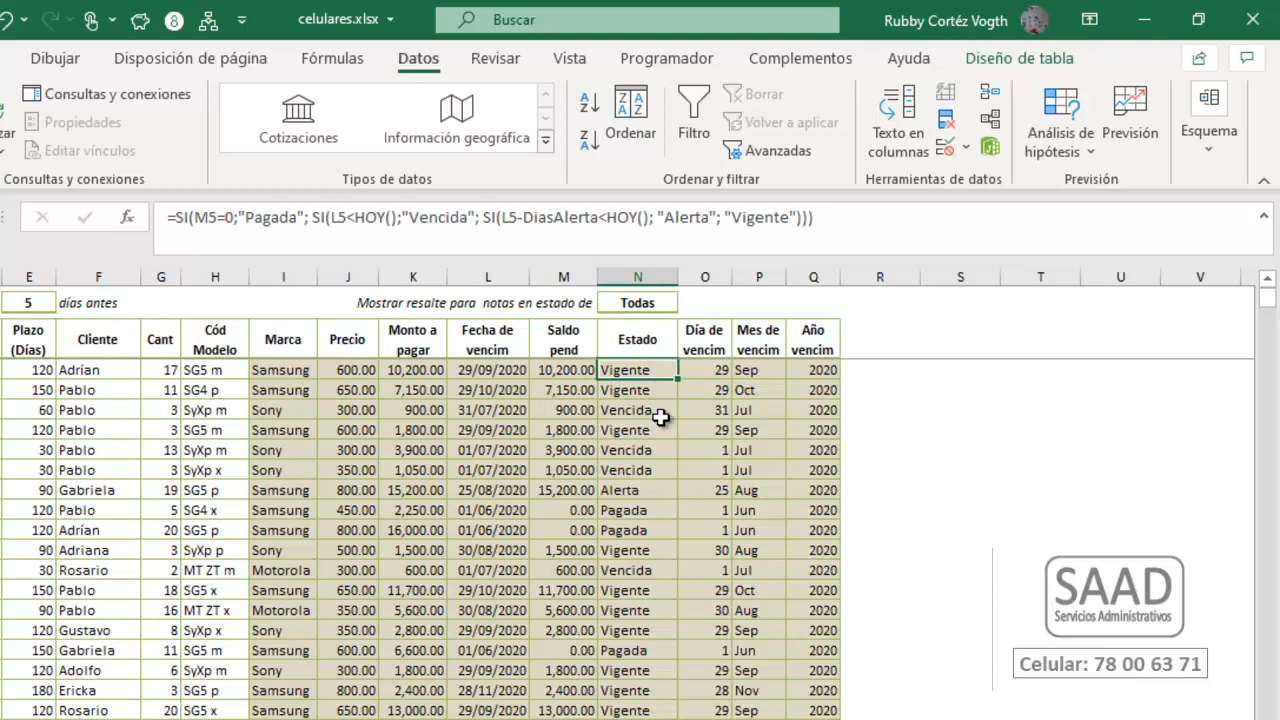 celulares.xlsx
Buscar
Rubby Cortéz Vogth
Dibujar Disposición de página Fórmulas Datos Revisar Vista Programador Complementos Ayuda Diseño de tabla
Consultas y conexiones
Propiedades
Editar vínculos
Consultas y conexiones
Cotizaciones
Información geográfica
Tipos de datos
Ordenar
Filtro
Borrar
Volver a aplicar
Avanzadas
Ordenar y filtrar
Texto en
columnas
Herramientas de datos
Análisis de
hipótesis
Previsión
Previsión
Esquema
=SI(M5=0;"Pagada"; SI(L5<HOY();"Vencida"; SI(L5-DiasAlerta<HOY(); "Alerta"; "Vigente")))
E F G H I J K L M N O P Q R S T U V
5 días antes Mostrar resalte para notas en estado de Todas
Plazo (Días) Cliente Cant Cód Modelo Marca Precio Monto a pagar Fecha de vencim Saldo pend Estado Día de vencim Mes de vencim Año vencim
120 Adrían 17 SG5 m Samsung 600.00 10,200.00 29/09/2020 10,200.00 Vigente 29 Sep 2020
150 Pablo 11 SG4 p Samsung 650.00 7,150.00 29/10/2020 7,150.00 Vigente 29 Oct 2020
60 Pablo 3 SyXp m Sony 300.00 900.00 31/07/2020 900.00 Vencida 31 Jul 2020
120 Pablo 3 SG5 m Samsung 600.00 1,800.00 29/09/2020 1,800.00 Vigente 29 Sep 2020
30 Pablo 13 SyXp m Sony 300.00 3,900.00 01/07/2020 3,900.00 Vencida 1 Jul 2020
30 Pablo 3 SyXp x Sony 350.00 1,050.00 01/07/2020 1,050.00 Vencida 1 Jul 2020
90 Gabriela 19 SG5 p Samsung 800.00 15,200.00 25/08/2020 15,200.00 Alerta 25 Aug 2020
120 Pablo 5 SG4 x Samsung 450.00 2,250.00 01/06/2020 0.00 Pagada 1 Jun 2020
120 Adrían 20 SG5 p Samsung 800.00 16,000.00 01/06/2020 0.00 Pagada 1 Jun 2020
90 Adriana 3 SyXp p Sony 500.00 1,500.00 30/08/2020 1,500.00 Vigente 30 Aug 2020
30 Rosario 2 MT ZT m Motorola 300.00 600.00 01/07/2020 600.00 Vencida 1 Jul 2020
150 Pablo 18 SG5 x Samsung 650.00 11,700.00 29/10/2020 11,700.00 Vigente 29 Oct 2020
90 Pablo 16 MT ZT x Motorola 350.00 5,600.00 30/08/2020 5,600.00 Vigente 30 Aug 2020
120 Gustavo 8 SyXp x Sony 350.00 2,800.00 29/09/2020 2,800.00 Vigente 29 Sep 2020
150 Gabriela 11 SG5 m Samsung 600.00 6,600.00 01/06/2020 0.00 Pagada 1 Jun 2020
120 Adolfo 6 SyXp m Sony 300.00 1,800.00 29/09/2020 1,800.00 Vigente 29 Sep 2020
180 Ericka 3 SG5 p Samsung 800.00 2,400.00 28/11/2020 2,400.00 Vigente 28 Nov 2020
120 Rosario 20 SG5 x Samsung 650.00 13,000.00 29/09/2020 13,000.00 Vigente 29 Sep 2020
SAAD
Servicios Administrativos
Celular: 78 00 63 71